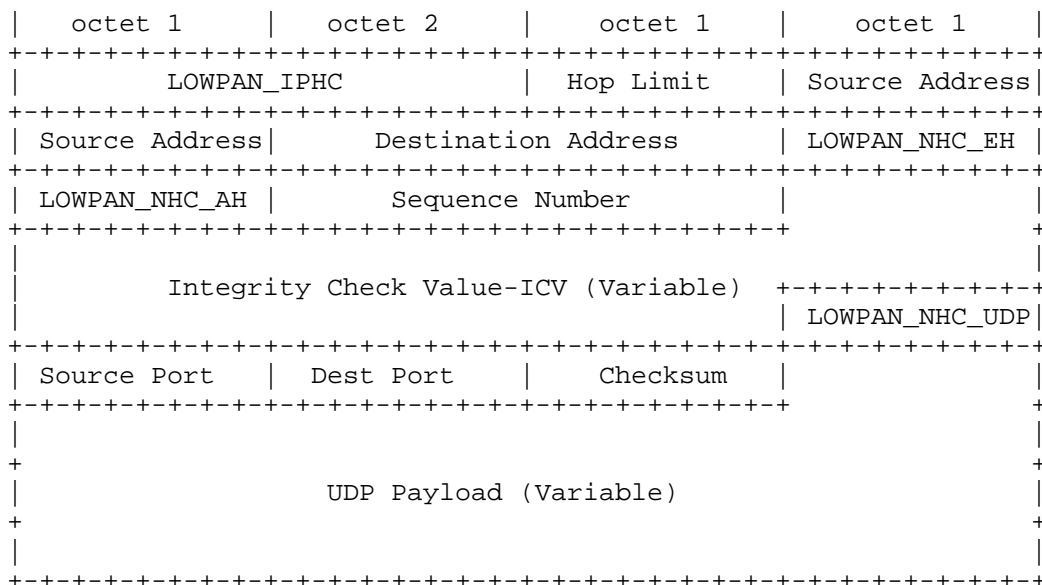 |   octet 1     |   octet 2     |    octet 1    |    octet 1    |
+-+-+-+-+-+-+-+-+-+-+-+-+-+-+-+-+-+-+-+-+-+-+-+-+-+-+-+-+-+-+-+-+
|         LOWPAN_IPHC           |  Hop Limit    | Source Address|
+-+-+-+-+-+-+-+-+-+-+-+-+-+-+-+-+-+-+-+-+-+-+-+-+-+-+-+-+-+-+-+-+
| Source Address|      Destination Address      | LOWPAN_NHC_EH |
+-+-+-+-+-+-+-+-+-+-+-+-+-+-+-+-+-+-+-+-+-+-+-+-+-+-+-+-+-+-+-+-+
| LOWPAN_NHC_AH |       Sequence Number         |               |
+-+-+-+-+-+-+-+-+-+-+-+-+-+-+-+-+-+-+-+-+-+-+-+-+               +
|                                                               |
|         Integrity Check Value-ICV (Variable)  +-+-+-+-+-+-+-+-+
|                                               | LOWPAN_NHC_UDP|
+-+-+-+-+-+-+-+-+-+-+-+-+-+-+-+-+-+-+-+-+-+-+-+-+-+-+-+-+-+-+-+-+
| Source Port   |  Dest Port    |    Checksum   |               |
+-+-+-+-+-+-+-+-+-+-+-+-+-+-+-+-+-+-+-+-+-+-+-+-+               +
|                                                               |
+                                                               +
|                   UDP Payload (Variable)                      |
+                                                               +
|                                                               |
+-+-+-+-+-+-+-+-+-+-+-+-+-+-+-+-+-+-+-+-+-+-+-+-+-+-+-+-+-+-+-+-+